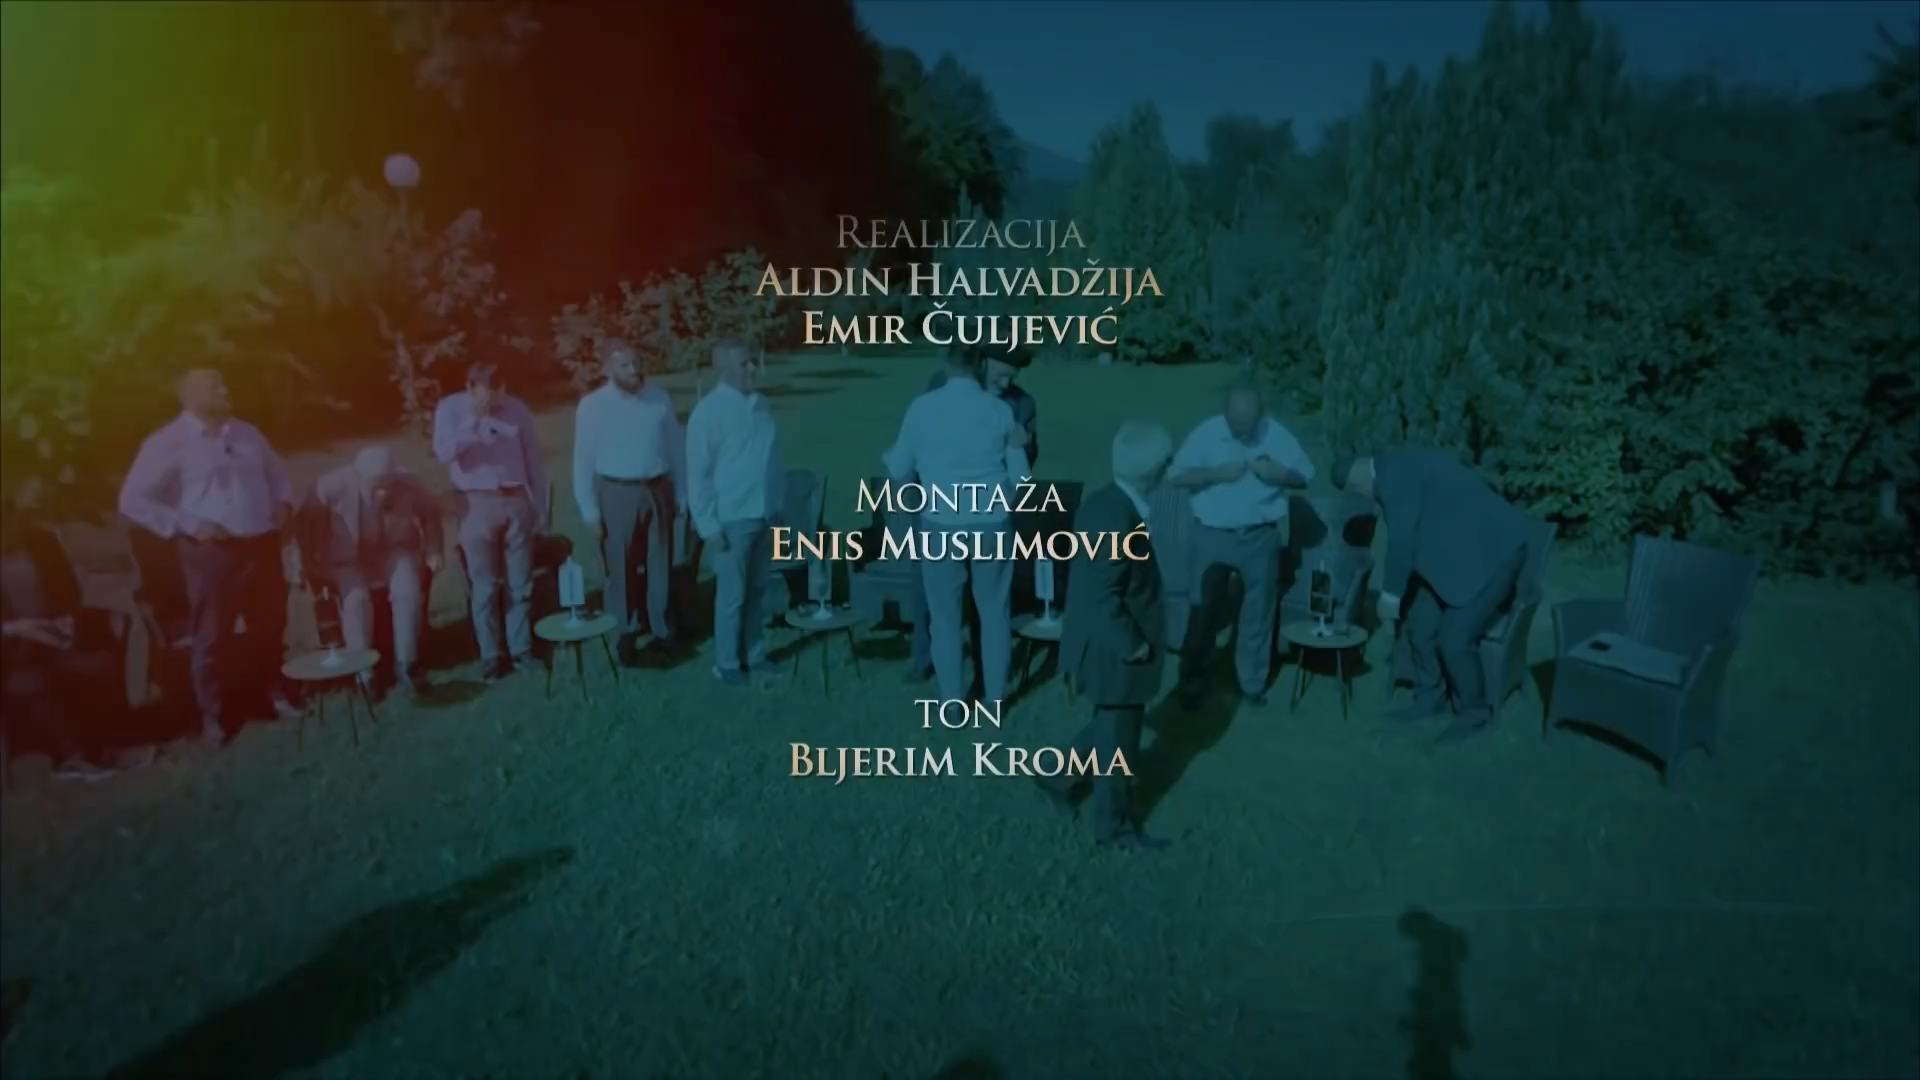 Realizacija
Aldin Halvadžija
Emir Čuljević
Montaža
Enis Muslimović
Ton
Bljerim Kroma